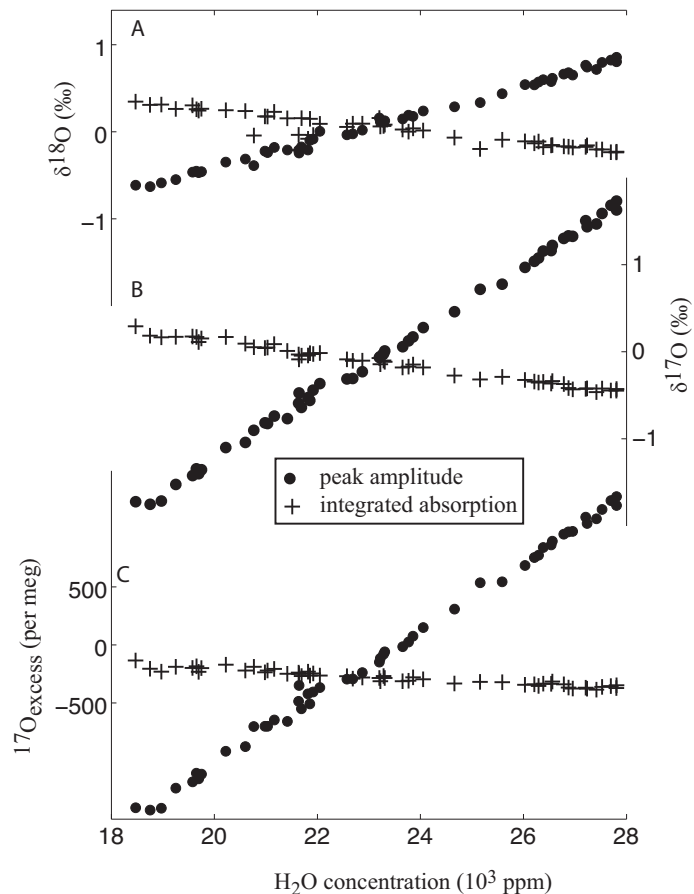 A
1
0
−1
δ18O (‰)
B
1
0
−1
δ17O (‰)
peak amplitude
integrated absorption
C
500
0
−500
17Oexcess (per meg)
18 20 22 24 26 28
H2O concentration (103 ppm)